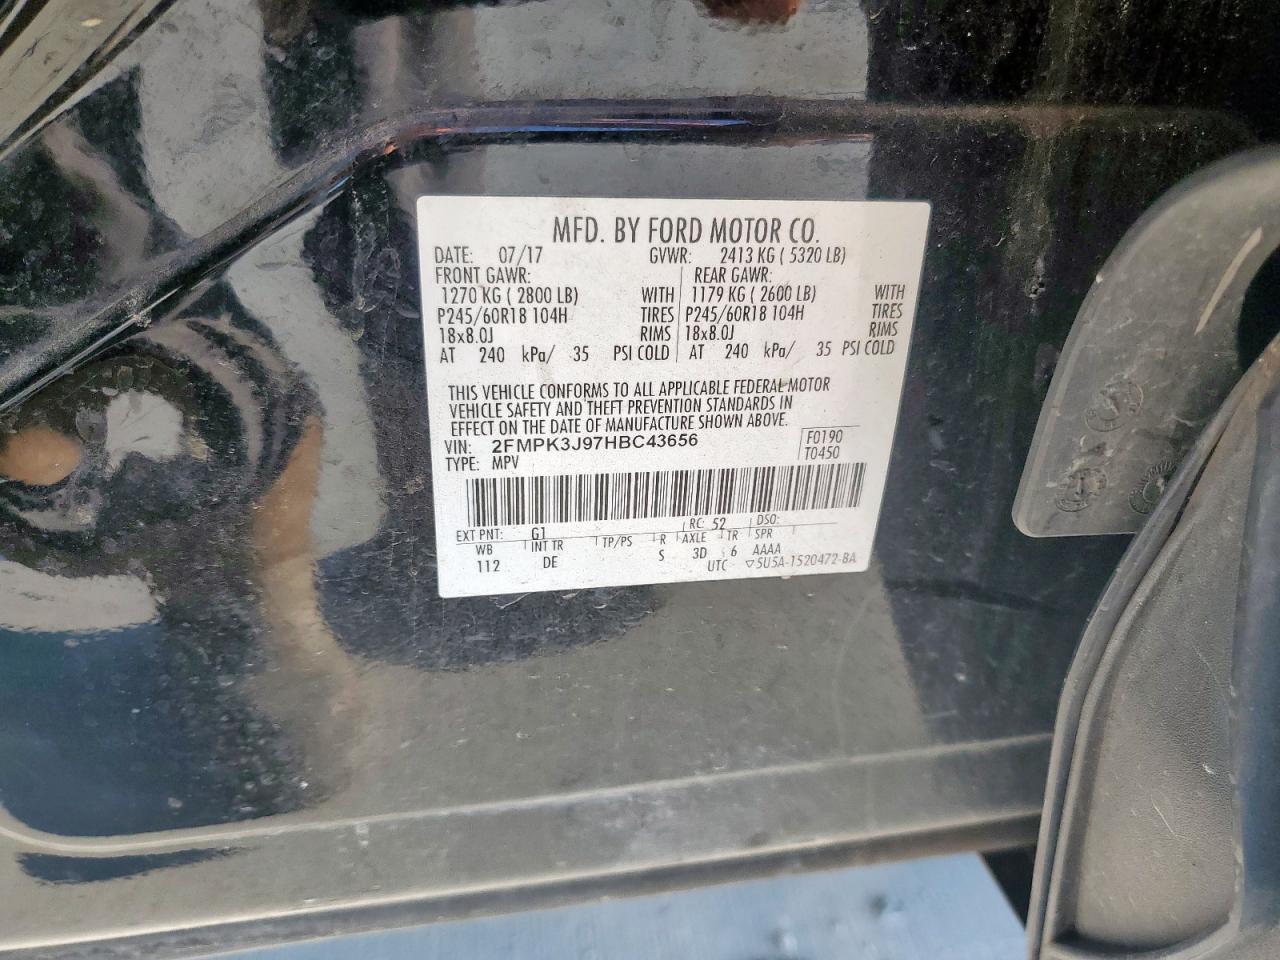 MFD. BY FORD MOTOR CO.
DATE: 07/17 GVWR: 2413 KG ( 5320 LB)
FRONT GAWR: REAR GAWR:
1270 KG ( 2800 LB) WITH 1179 KG ( 2600 LB) WITH
P245/60R18 104H TIRES P245/60R18 104H TIRES
18x8.0J RIMS 18x8.0J RIMS
AT 240 kPa/ 35 PSI COLD AT 240 kPa/ 35 PSI COLD
THIS VEHICLE CONFORMS TO ALL APPLICABLE FEDERAL MOTOR
VEHICLE SAFETY AND THEFT PREVENTION STANDARDS IN
EFFECT ON THE DATE OF MANUFACTURE SHOWN ABOVE.
VIN: 2FMPK3J97HBC43656 F0190
TYPE: MPV T0450
EXT PNT: G1 RC: 52 DSO:
WB INT TR TP/PS R AXLE TR SPR
112 DE S 3D 6 AAAA
UTC ▽5U5A-1520472-BA